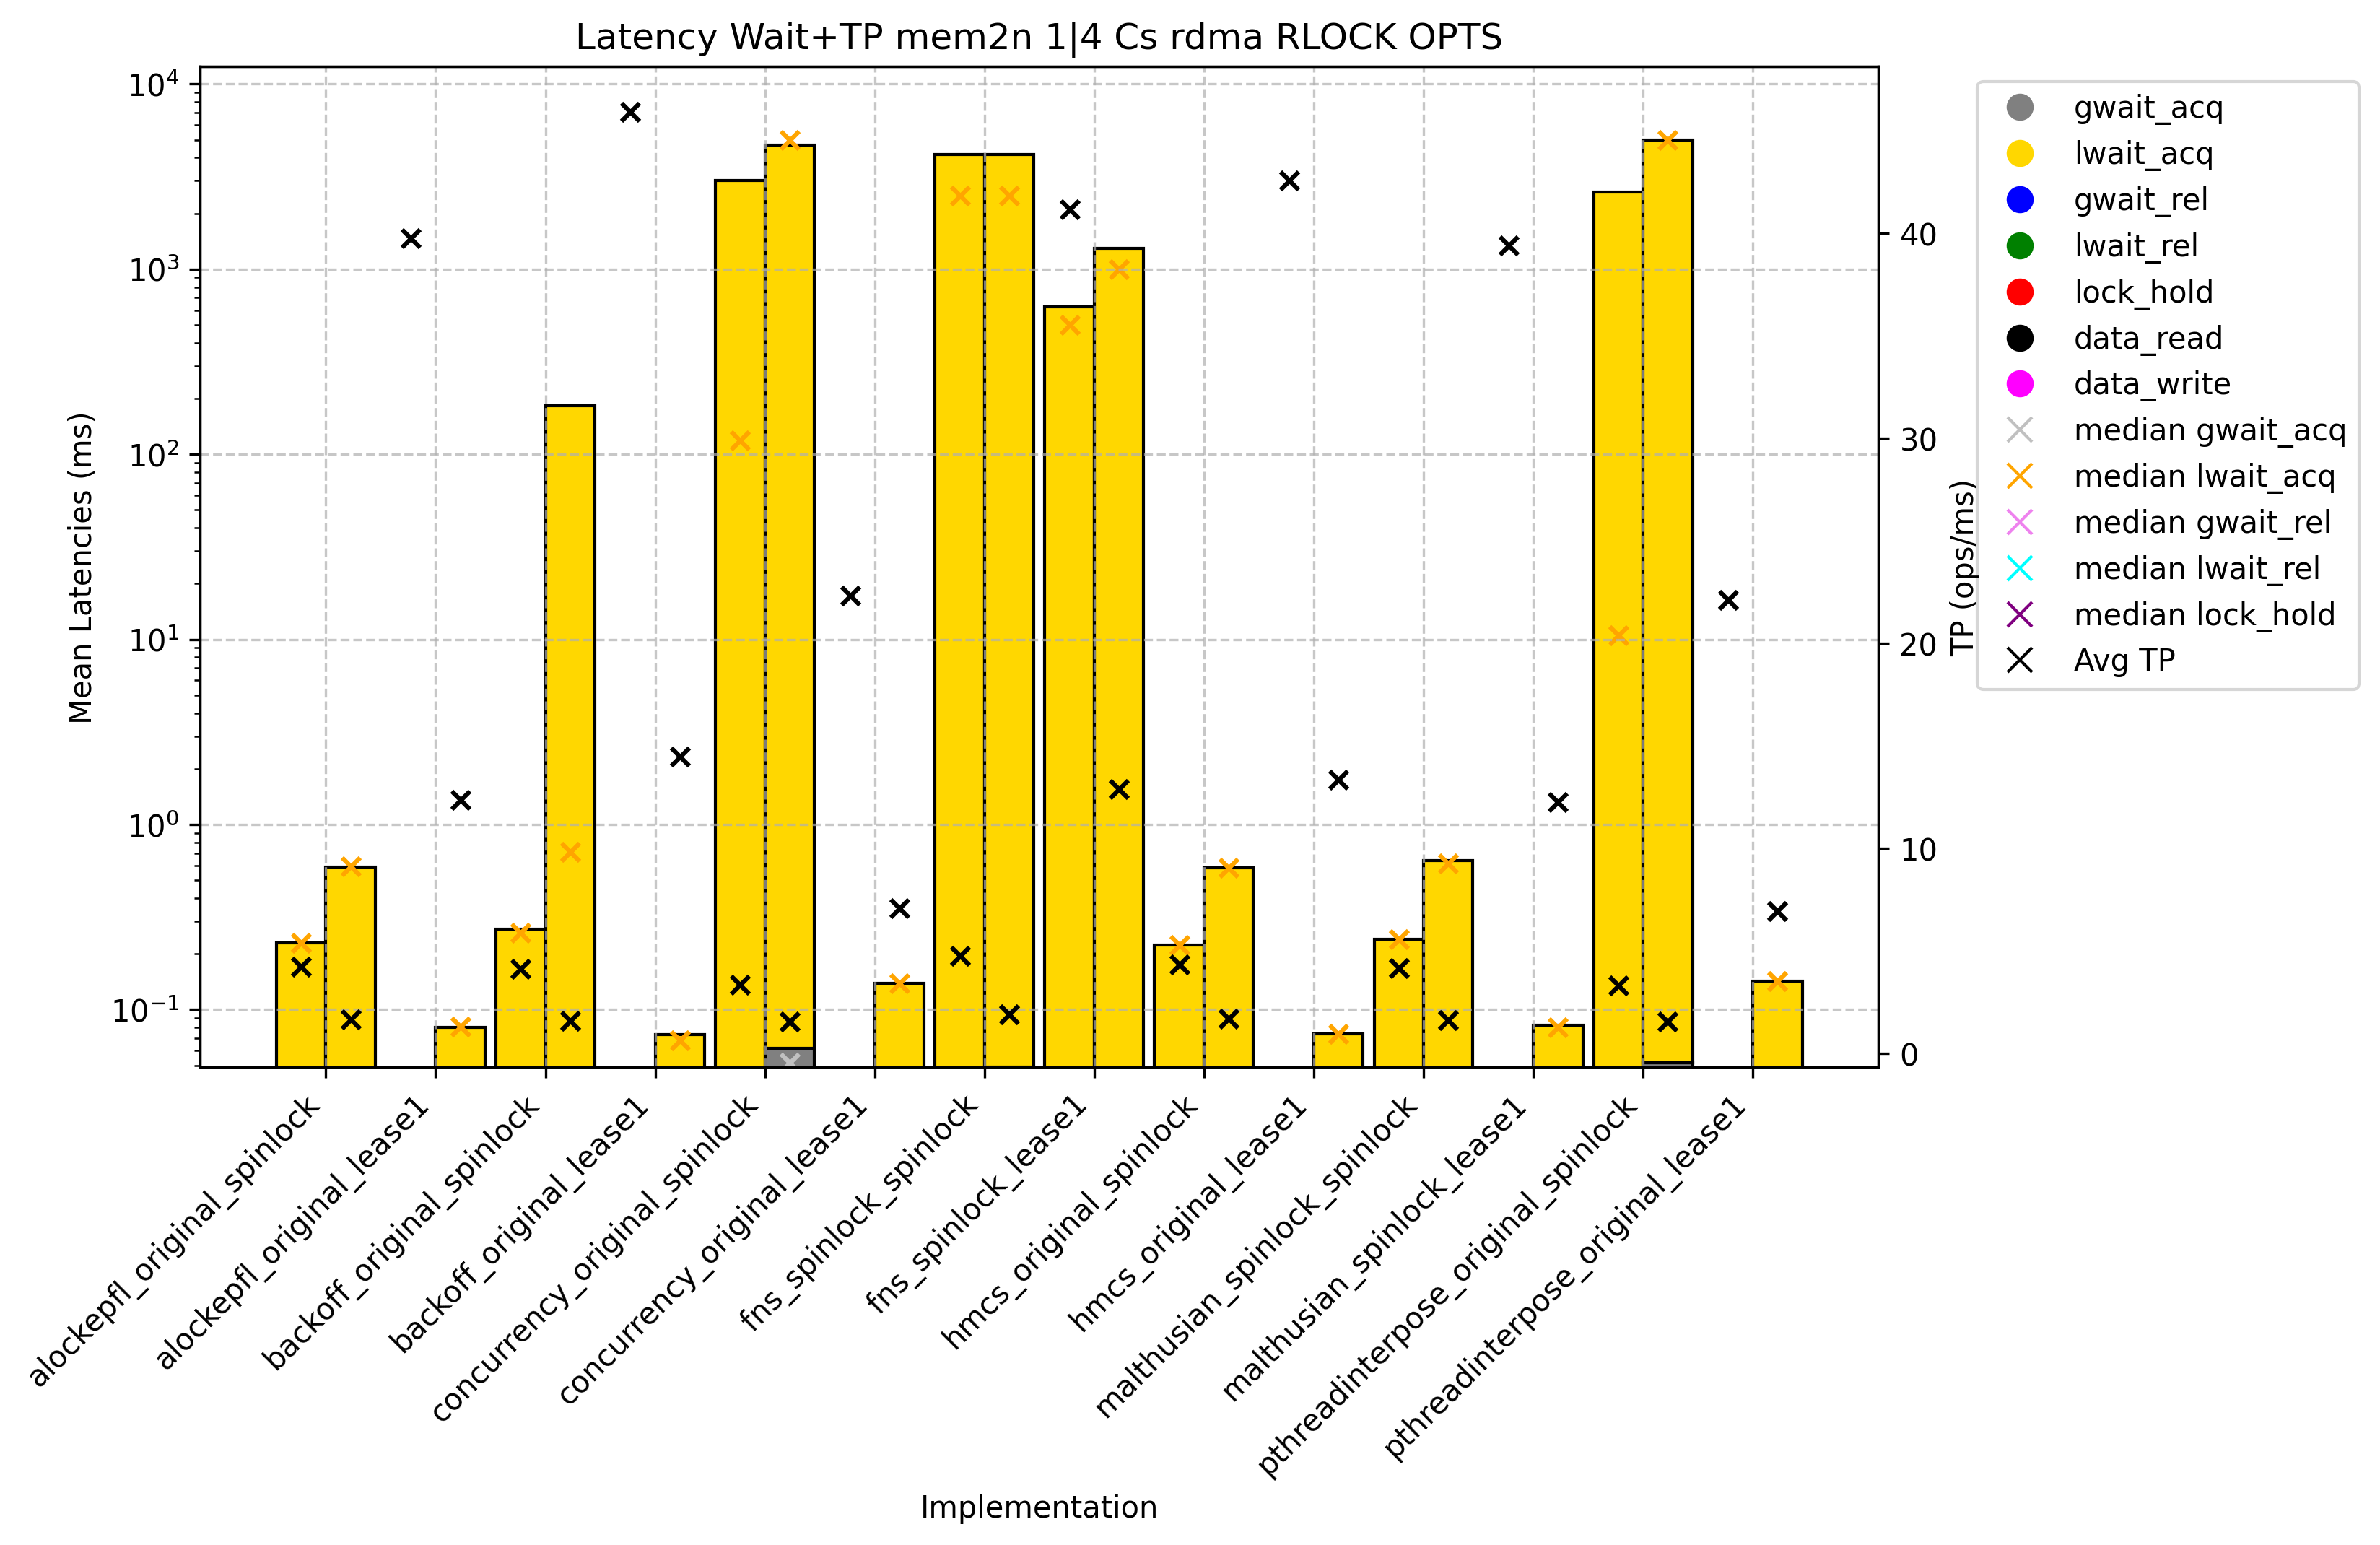 Latency Wait+TP mem2n 1|4 Cs rdma RLOCK OPTS
Mean Latencies (ms)
10⁴
10³
10²
10¹
10⁰
10⁻¹
TP (ops/ms)
40
30
20
10
0
gwait_acq
lwait_acq
gwait_rel
lwait_rel
lock_hold
data_read
data_write
median gwait_acq
median lwait_acq
median gwait_rel
median lwait_rel
median lock_hold
Avg TP
alockepfl_original_spinlock
alockepfl_original_lease1
backoff_original_spinlock
backoff_original_lease1
concurrency_original_spinlock
concurrency_original_lease1
fns_spinlock_spinlock
fns_spinlock_lease1
hmcs_original_spinlock
hmcs_original_lease1
malthusian_spinlock_spinlock
malthusian_spinlock_lease1
pthreadinterpose_original_spinlock
pthreadinterpose_original_lease1
Implementation